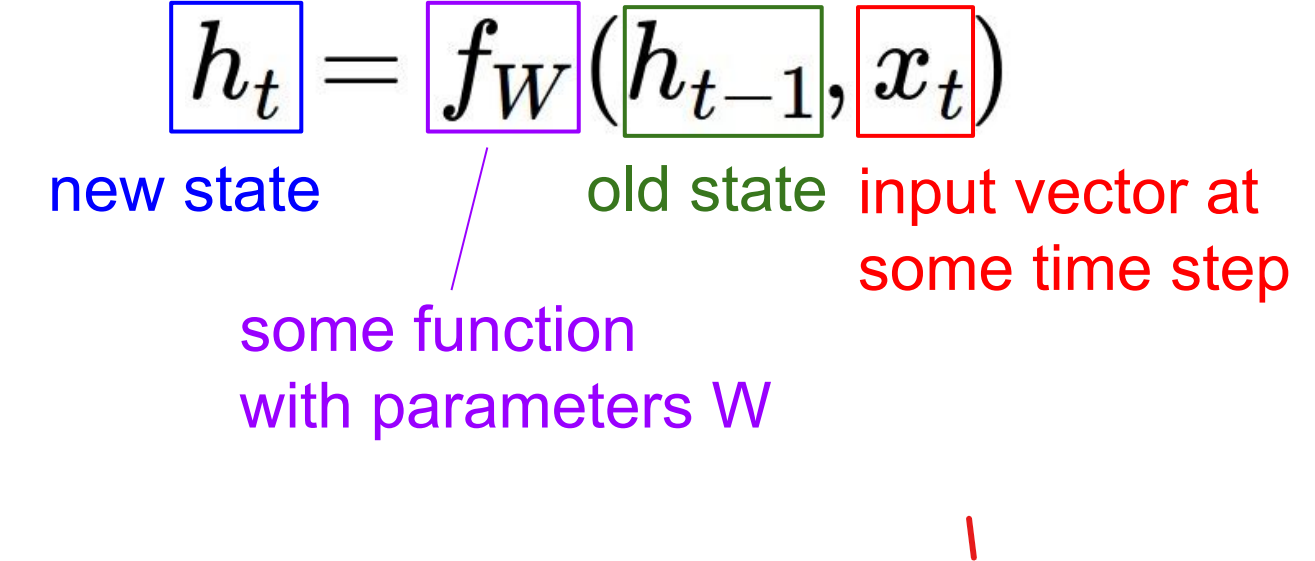 h_t = f_W(h_{t-1}, x_t)
new state
old state
input vector at
some time step
some function
with parameters W